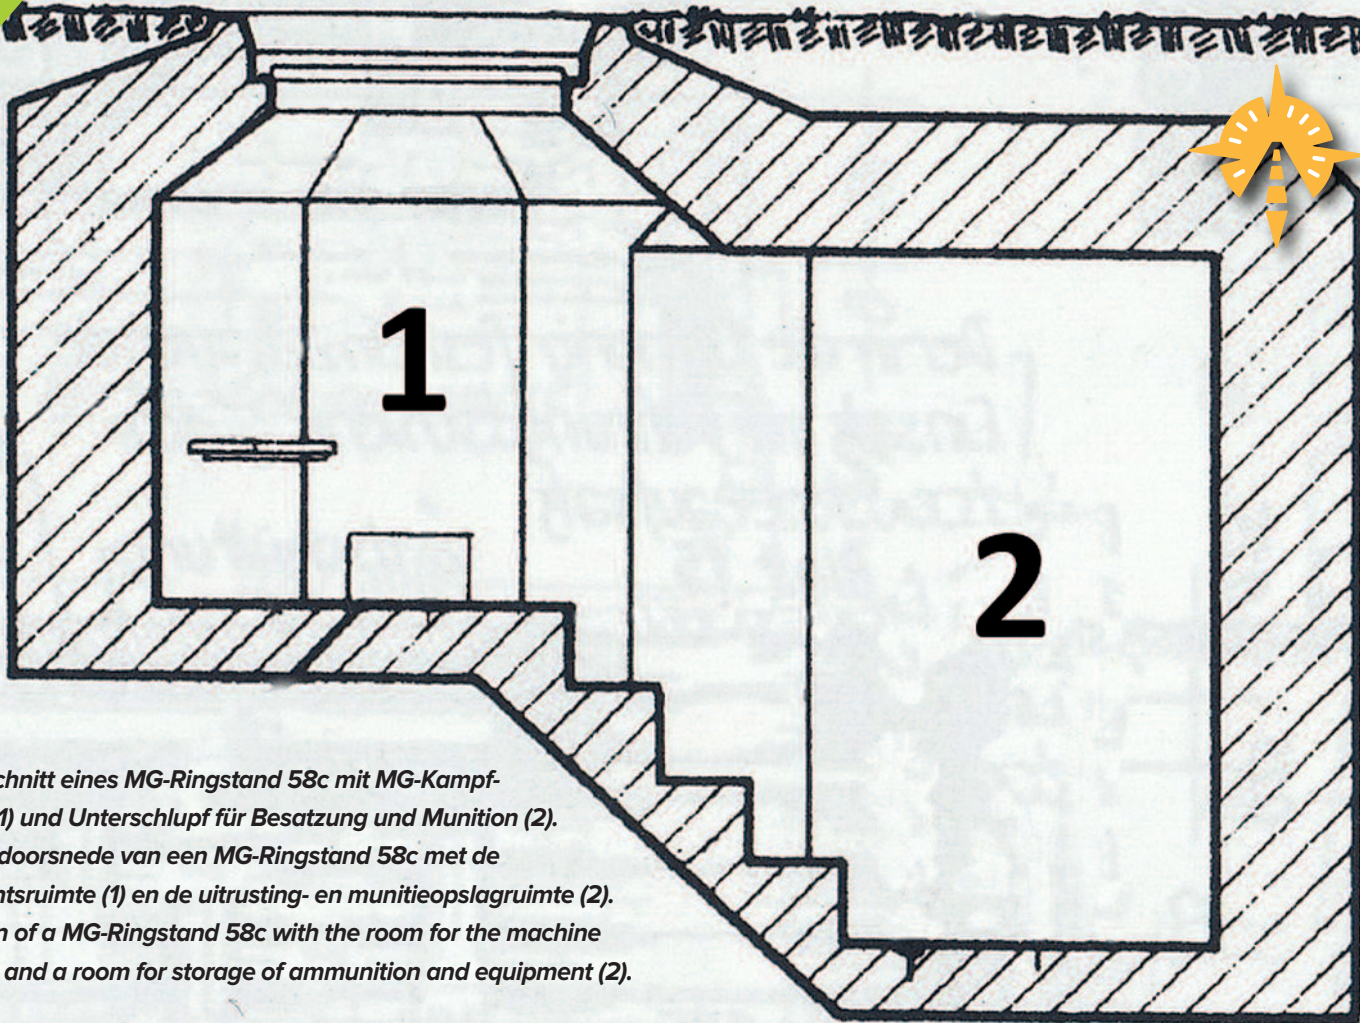 1
2
chnitt eines MG-Ringstand 58c mit MG-Kampf-
1) und Unterschlupf für Besatzung und Munition (2).
doorsnede van een MG-Ringstand 58c met de
ntsruimte (1) en de uitrusting- en munitieopslagruimte (2).
n of a MG-Ringstand 58c with the room for the machine
and a room for storage of ammunition and equipment (2).